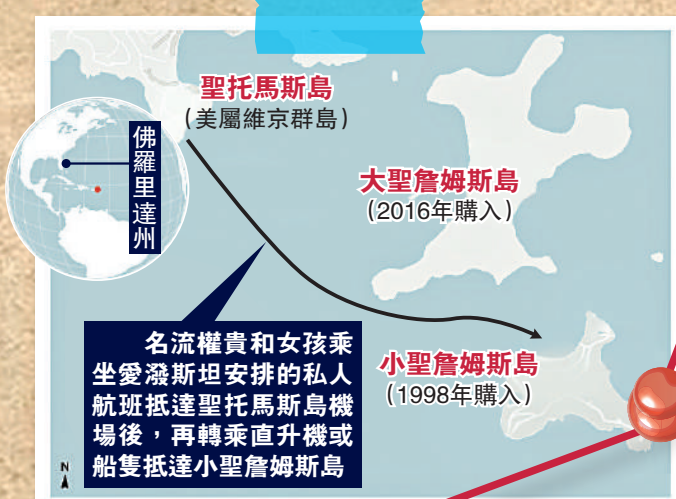 聖托馬斯島
（美屬維京群島）
佛羅里達州
大聖詹姆斯島
（2016年購入）
小聖詹姆斯島
（1998年購入）
名流權貴和女孩乘
坐愛潑斯坦安排的私人
航班抵達聖托馬斯島機
場後，再轉乘直升機或
船隻抵達小聖詹姆斯島
N